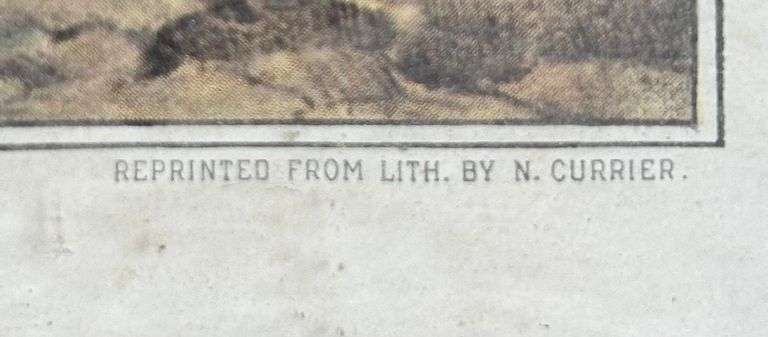 REPRINTED FROM LITH. BY N. CURRIER.